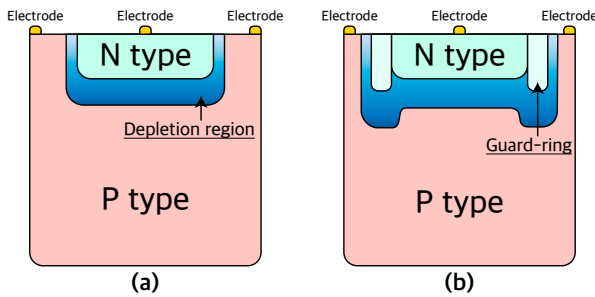 Electrode Electrode Electrode
N type
Depletion region
P type
(a)
Electrode Electrode Electrode
N type
Guard-ring
P type
(b)